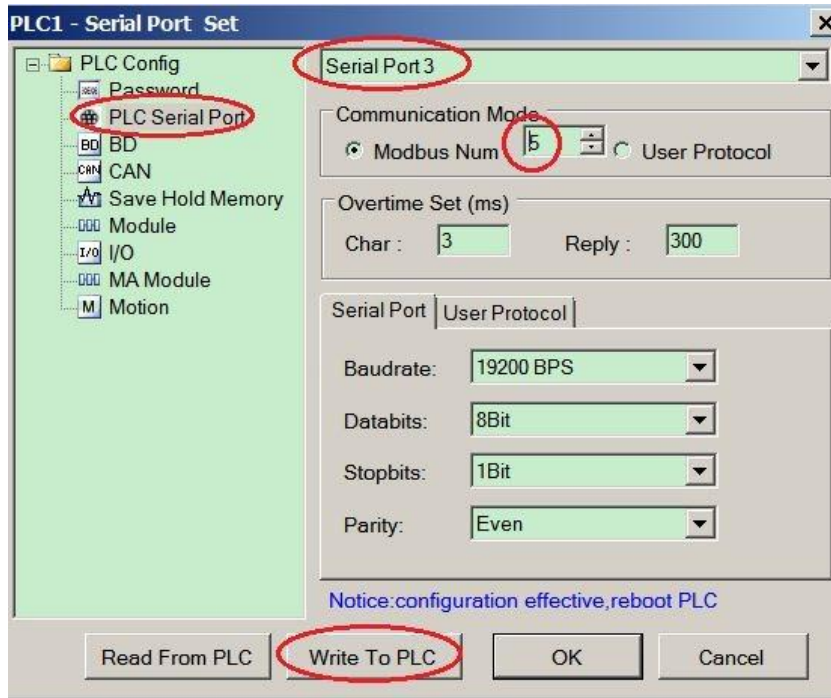 PLC1 - Serial Port Set
PLC Config
Password
PLC Serial Port
BD BD
CAN CAN
Save Hold Memory
Module
I/O I/O
MA Module
M Motion
Serial Port 3
Communication Mode
Modbus Num 5 User Protocol
Overtime Set (ms)
Char : 3 Reply : 300
Serial Port User Protocol
Baudrate: 19200 BPS
Databits: 8Bit
Stopbits: 1Bit
Parity: Even
Notice:configuration effective,reboot PLC
Read From PLC Write To PLC OK Cancel